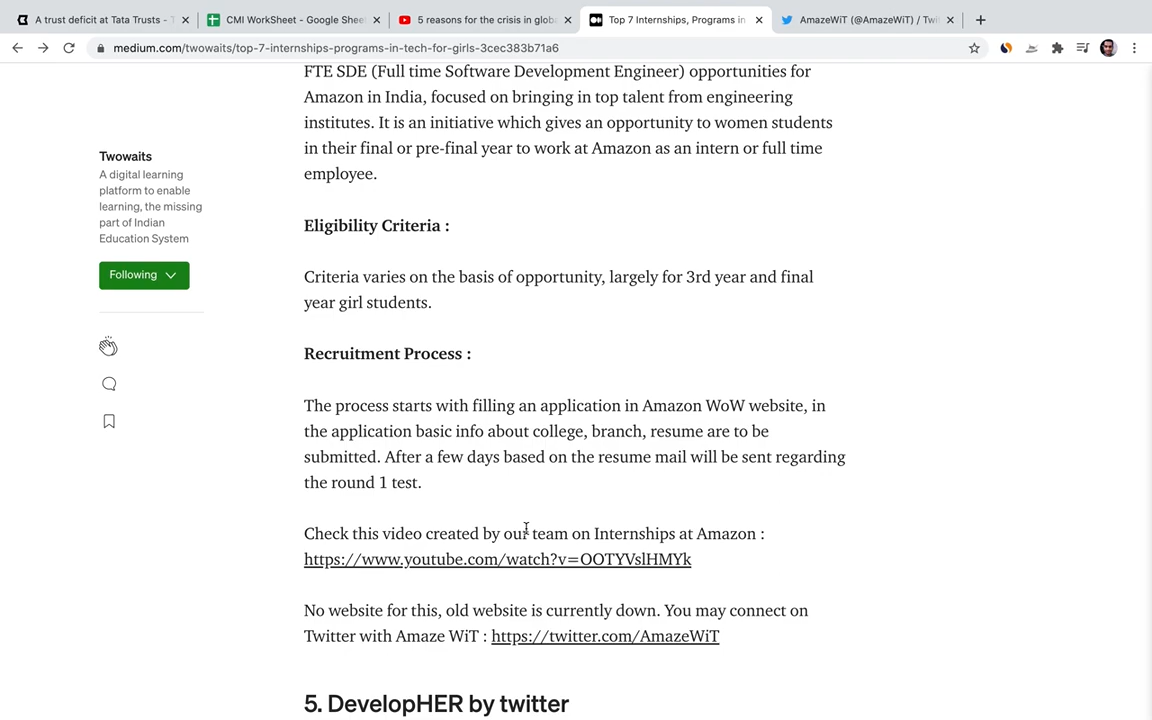 A trust deficit at Tata Trusts -
CMI WorkSheet - Google Shee
5 reasons for the crisis in globa
Top 7 Internships, Programs in
AmazeWiT (@AmazeWiT) / Twi
medium.com/twowaits/top-7-internships-programs-in-tech-for-girls-3cec383b71a6
FTE SDE (Full time Software Development Engineer) opportunities for
Amazon in India, focused on bringing in top talent from engineering
institutes. It is an initiative which gives an opportunity to women students
in their final or pre-final year to work at Amazon as an intern or full time
employee.
Twowaits
A digital learning
platform to enable
learning, the missing
part of Indian
Education System
Following
Eligibility Criteria :
Criteria varies on the basis of opportunity, largely for 3rd year and final
year girl students.
Recruitment Process :
The process starts with filling an application in Amazon WoW website, in
the application basic info about college, branch, resume are to be
submitted. After a few days based on the resume mail will be sent regarding
the round 1 test.
Check this video created by our team on Internships at Amazon :
https://www.youtube.com/watch?v=OOTYVslHMYk
No website for this, old website is currently down. You may connect on
Twitter with Amaze WiT : https://twitter.com/AmazeWiT
5. DevelopHER by twitter